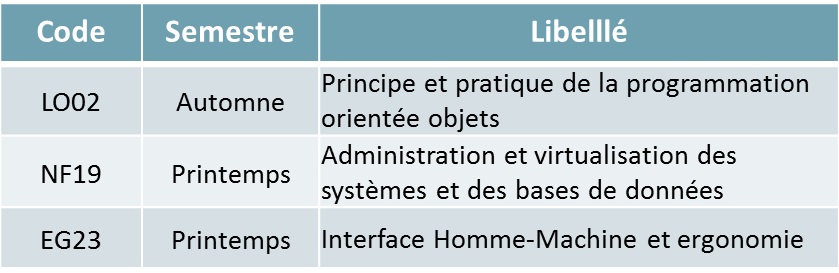 Code Semestre Libelllé
LO02 Automne Principe et pratique de la programmation
orientée objets
NF19 Printemps Administration et virtualisation des
systèmes et des bases de données
EG23 Printemps Interface Homme-Machine et ergonomie